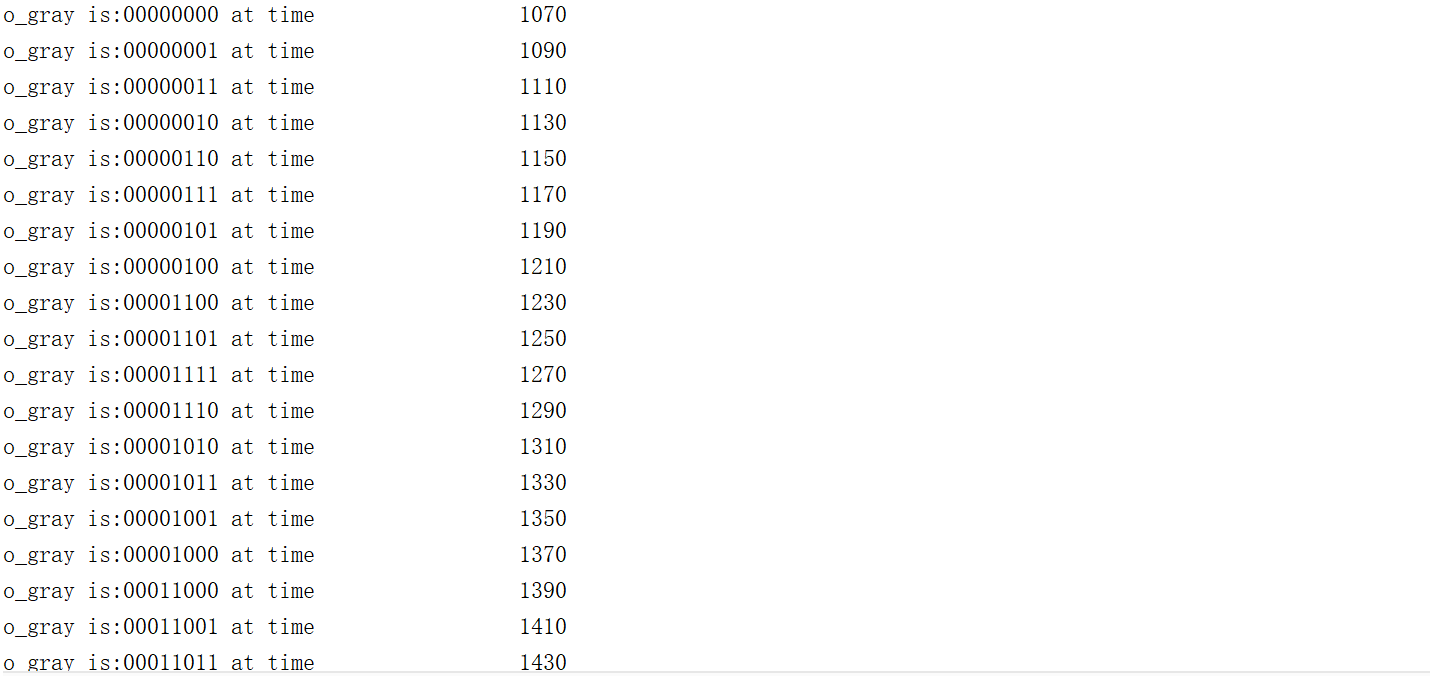 o_gray is:00000000 at time 1070
o_gray is:00000001 at time 1090
o_gray is:00000011 at time 1110
o_gray is:00000010 at time 1130
o_gray is:00000110 at time 1150
o_gray is:00000111 at time 1170
o_gray is:00000101 at time 1190
o_gray is:00000100 at time 1210
o_gray is:00001100 at time 1230
o_gray is:00001101 at time 1250
o_gray is:00001111 at time 1270
o_gray is:00001110 at time 1290
o_gray is:00001010 at time 1310
o_gray is:00001011 at time 1330
o_gray is:00001001 at time 1350
o_gray is:00001000 at time 1370
o_gray is:00011000 at time 1390
o_gray is:00011001 at time 1410
o_gray is:00011011 at time 1430